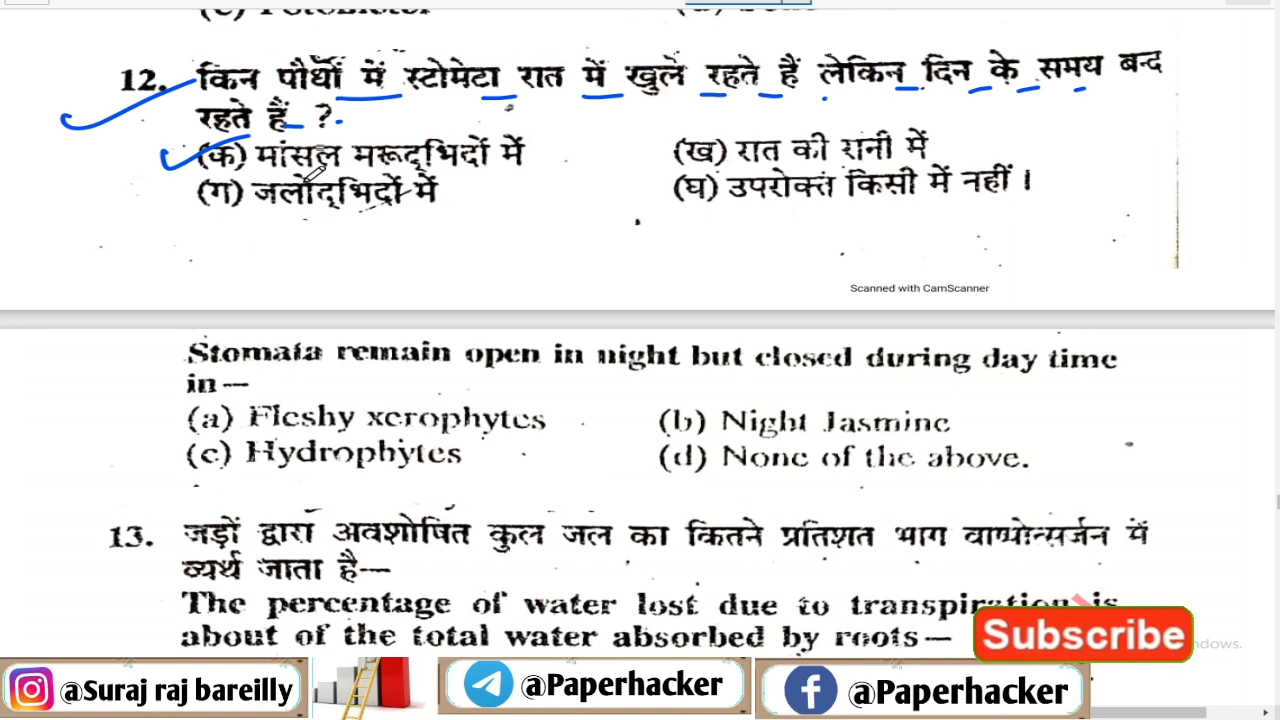 12. किन पौधों में स्टोमेटा रात में खुले रहते हैं लेकिन दिन के समय बन्द
रहते हैं ?
(क) मांसल मरूद्भिदों में (ख) रात की रानी में
(ग) जलोद्भिदों में (घ) उपरोक्त किसी में नहीं ।
Scanned with CamScanner
Stomata remain open in night but closed during day time
in—
(a) Fleshy xerophytes (b) Night Jasmine
(c) Hydrophytes (d) None of the above.
13. जड़ों द्वारा अवशोषित कुल जल का कितने प्रतिशत भाग वाष्पोत्सर्जन में
व्यर्थ जाता है—
The percentage of water lost due to transpiration is
about of the total water absorbed by roots—
Subscribe
@Suraj raj bareilly @Paperhacker @Paperhacker